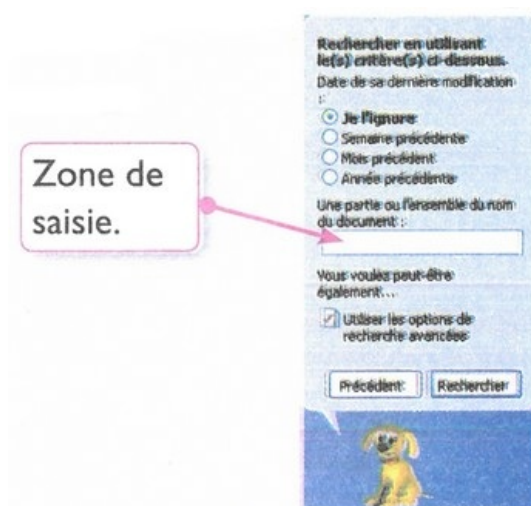 Zone de
saisie.
Rechercher en utilisant
le(s) critère(s) ci-dessous.
Date de sa dernière modification
:
Je l'ignore
Semaine précédente
Mois précédent
Année précédente
Une partie ou l'ensemble du nom
du document :
Vous voulez peut-être
également...
Utiliser les options de
recherche avancées
Précédent
Rechercher